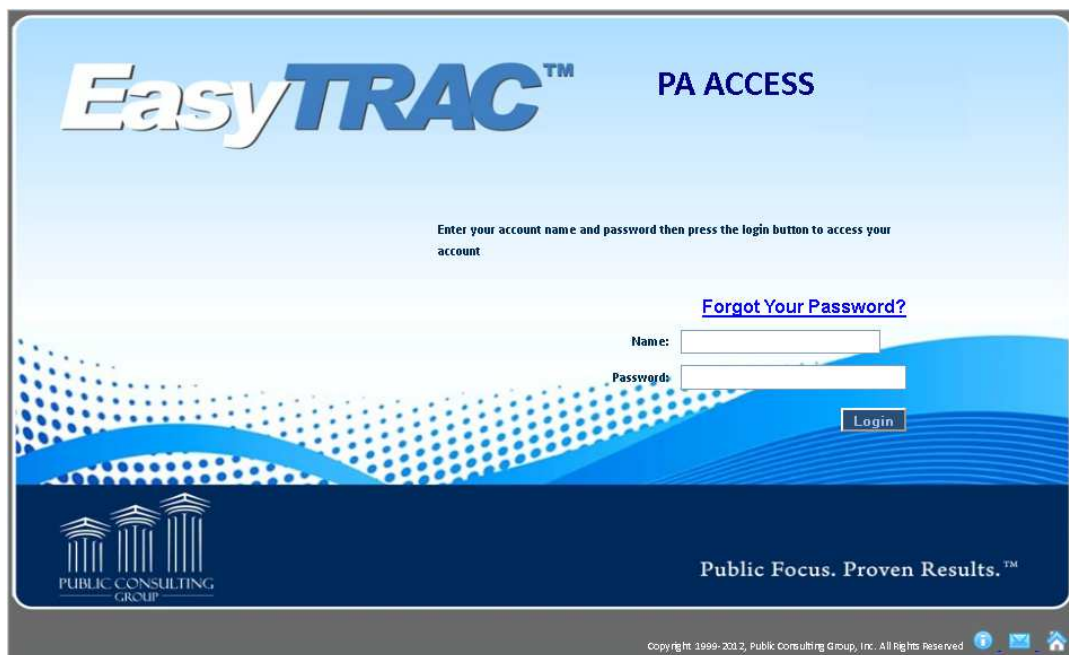 EasyTRAC™
PA ACCESS
Enter your account name and password then press the login button to access your
account
Forgot Your Password?
Name:
Password:
Login
PUBLIC CONSULTING
GROUP
Public Focus. Proven Results.™
Copyright 1999-2012, Public Consulting Group, Inc. All Rights Reserved